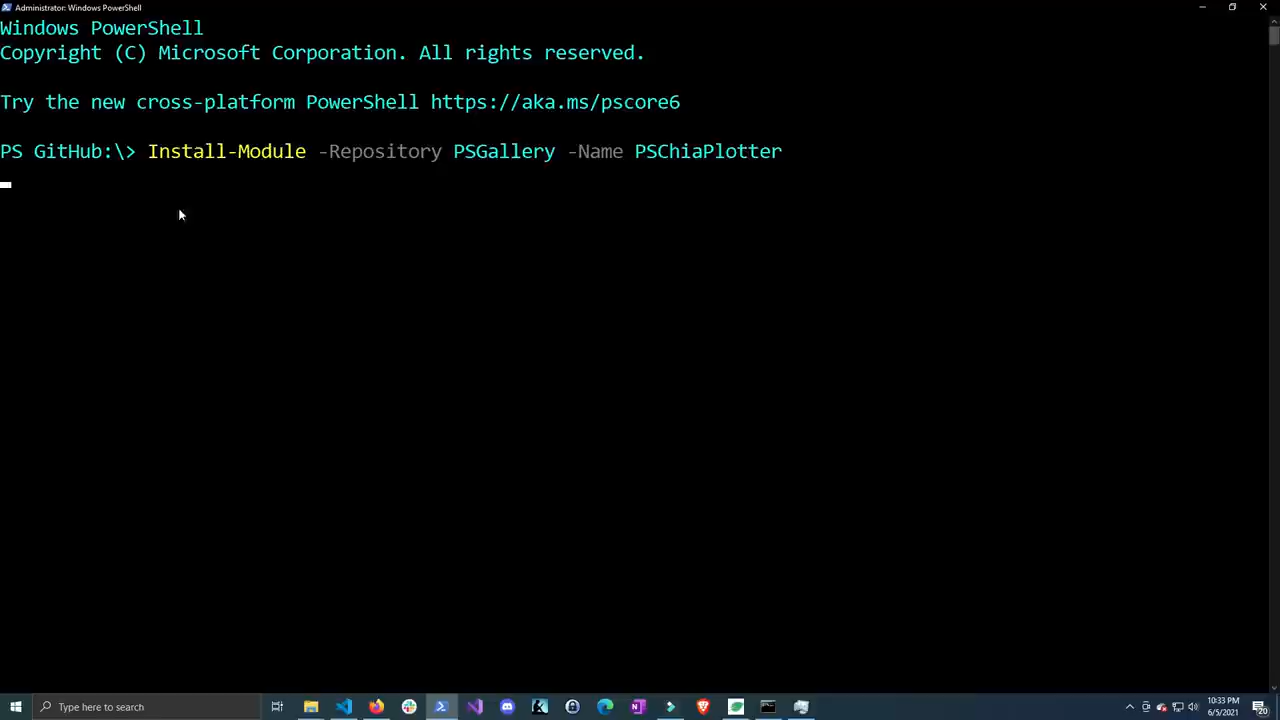 Administrator: Windows PowerShell
Windows PowerShell
Copyright (C) Microsoft Corporation. All rights reserved.
Try the new cross-platform PowerShell https://aka.ms/pscore6
PS GitHub:\> Install-Module -Repository PSGallery -Name PSChiaPlotter
Type here to search
10:33 PM
6/5/2021
20